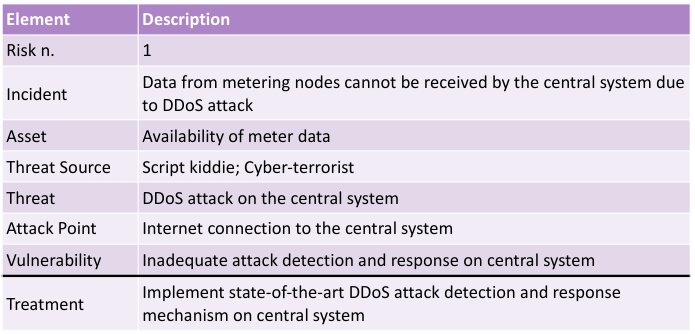 Element Description
Risk n. 1
Incident Data from metering nodes cannot be received by the central system due
to DDoS attack
Asset Availability of meter data
Threat Source Script kiddie; Cyber-terrorist
Threat DDoS attack on the central system
Attack Point Internet connection to the central system
Vulnerability Inadequate attack detection and response on central system
Treatment Implement state-of-the-art DDoS attack detection and response
mechanism on central system